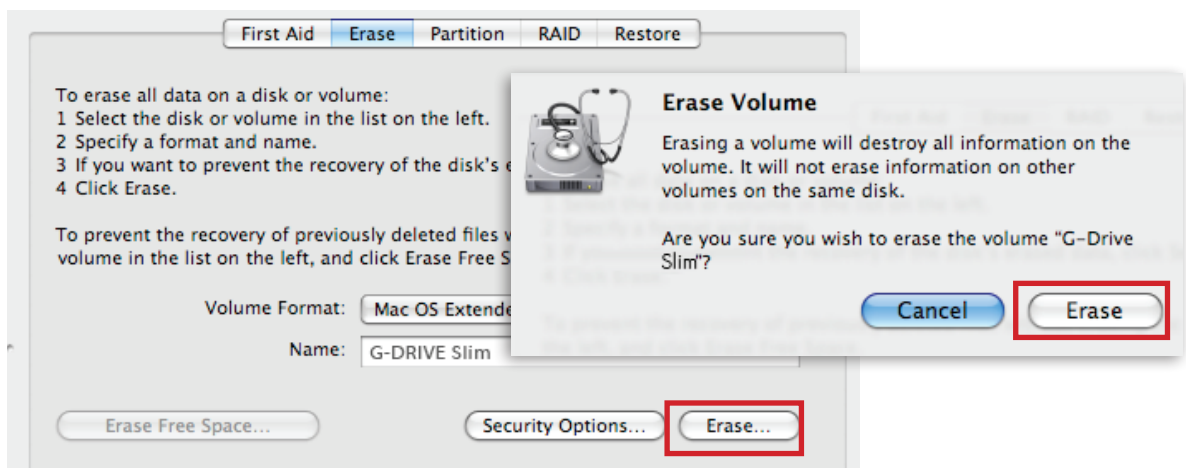 First Aid Erase Partition RAID Restore
To erase all data on a disk or volume:
1 Select the disk or volume in the list on the left.
2 Specify a format and name.
3 If you want to prevent the recovery of the disk's
4 Click Erase.
To prevent the recovery of previously deleted files
volume in the list on the left, and click Erase Free
Volume Format: Mac OS
Name: G-DRIVE Slim
Erase Free Space... Security Options... Erase...
Erase Volume
Erasing a volume will destroy all information on the
volume. It will not erase information on other
volumes on the same disk.
Are you sure you wish to erase the volume “G-Drive
Slim"?
Cancel Erase